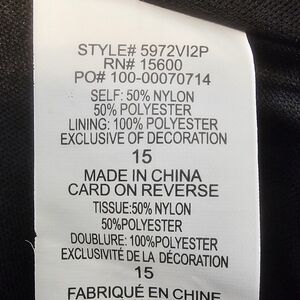 STYLE# 5972VI2P
RN# 15600
PO# 100-00070714
SELF: 50% NYLON
50% POLYESTER
LINING: 100% POLYESTER
EXCLUSIVE OF DECORATION
15
MADE IN CHINA
CARD ON REVERSE
TISSUE:50% NYLON
50%POLYESTER
DOUBLURE: 100%POLYESTER
EXCLUSIVITÉ DE LA DÉCORATION
15
FABRIQUÉ EN CHINE